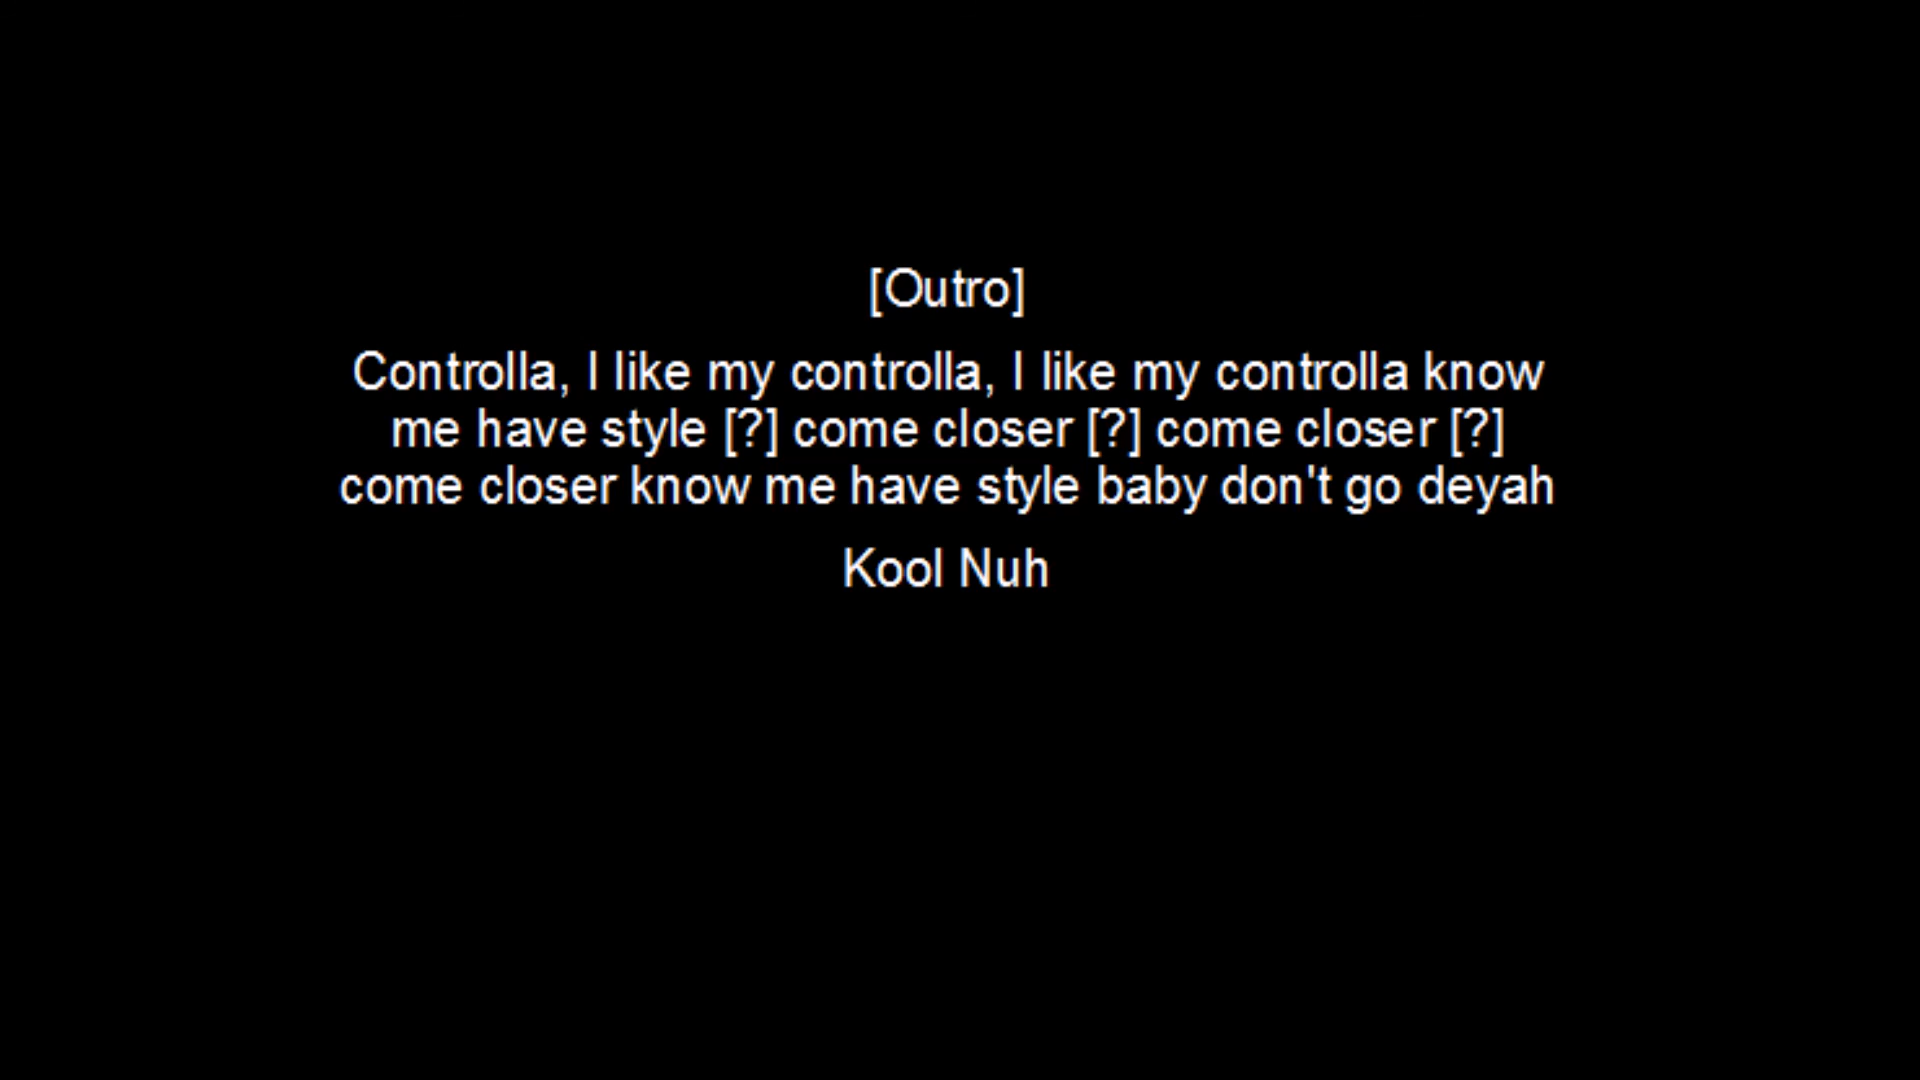 [Outro]
Controlla, I like my controlla, I like my controlla know
me have style [?] come closer [?] come closer [?]
come closer know me have style baby don't go deyah
Kool Nuh